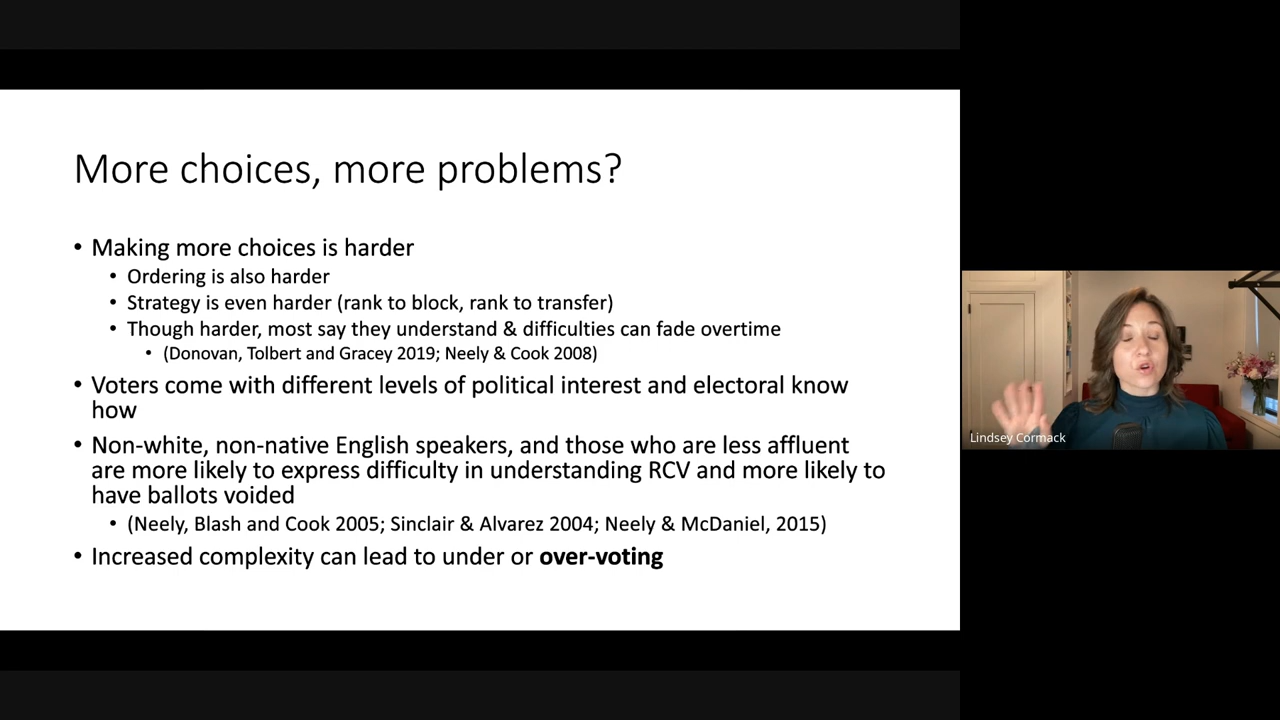 More choices, more problems?
• Making more choices is harder
• Ordering is also harder
• Strategy is even harder (rank to block, rank to transfer)
• Though harder, most say they understand & difficulties can fade overtime
• (Donovan, Tolbert and Gracey 2019; Neely & Cook 2008)
• Voters come with different levels of political interest and electoral know
how
• Non-white, non-native English speakers, and those who are less affluent
are more likely to express difficulty in understanding RCV and more likely to
have ballots voided
• (Neely, Blash and Cook 2005; Sinclair & Alvarez 2004; Neely & McDaniel, 2015)
• Increased complexity can lead to under or over-voting
Lindsey Cormack